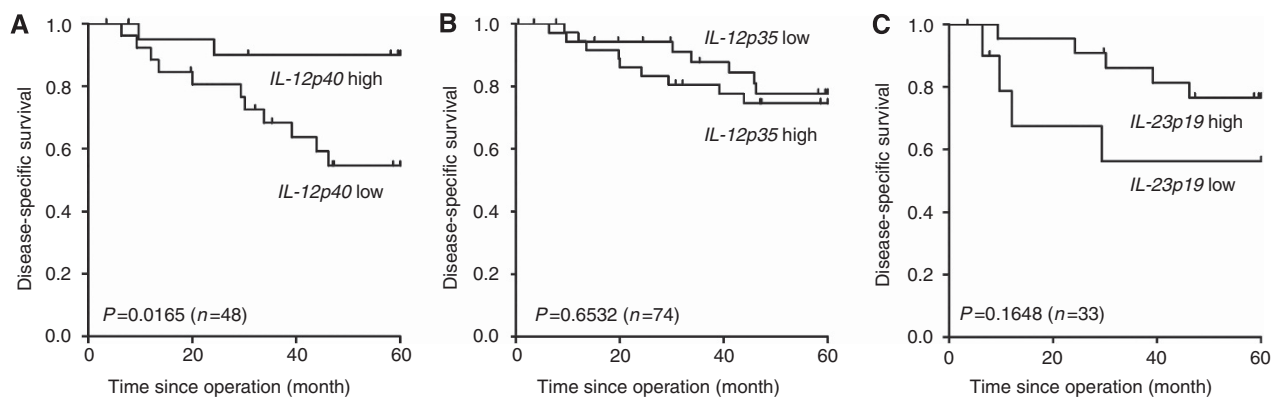 A
Disease-specific survival
1.0
0.8
0.6
0.4
0.2
0.0
IL-12p40 high
IL-12p40 low
P=0.0165 (n=48)
0
20
40
60
Time since operation (month)
B
Disease-specific survival
1.0
0.8
0.6
0.4
0.2
0.0
IL-12p35 low
IL-12p35 high
P=0.6532 (n=74)
0
20
40
60
Time since operation (month)
C
Disease-specific survival
1.0
0.8
0.6
0.4
0.2
0.0
IL-23p19 high
IL-23p19 low
P=0.1648 (n=33)
0
20
40
60
Time since operation (month)